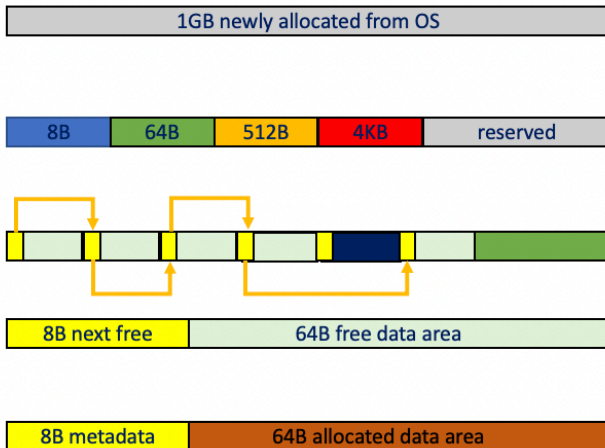 1GB newly allocated from OS
8B 64B 512B 4KB reserved
8B next free 64B free data area
8B metadata 64B allocated data area